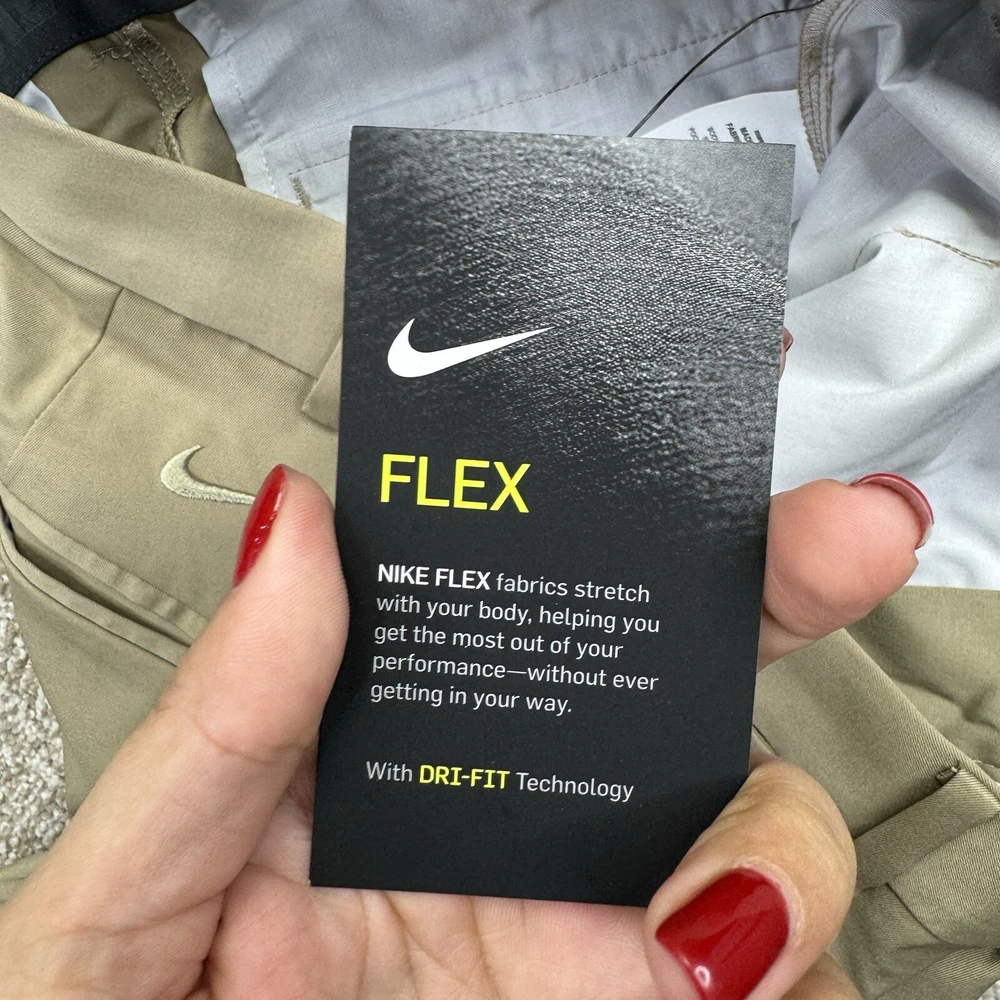 FLEX
NIKE FLEX fabrics stretch
with your body, helping you
get the most out of your
performance—without ever
getting in your way.
With DRI-FIT Technology